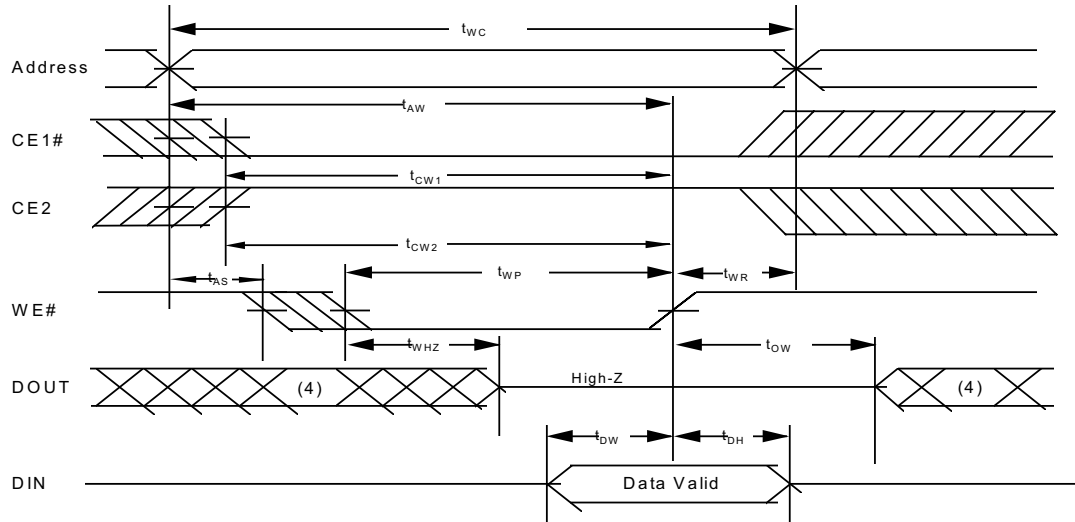 tWC
Address
tAW
CE1#
tCW1
CE2
tCW2
tAS
tWP
tWR
WE#
tWHZ
tOW
DOUT
(4)
High-Z
(4)
tDW
tDH
DIN
Data Valid